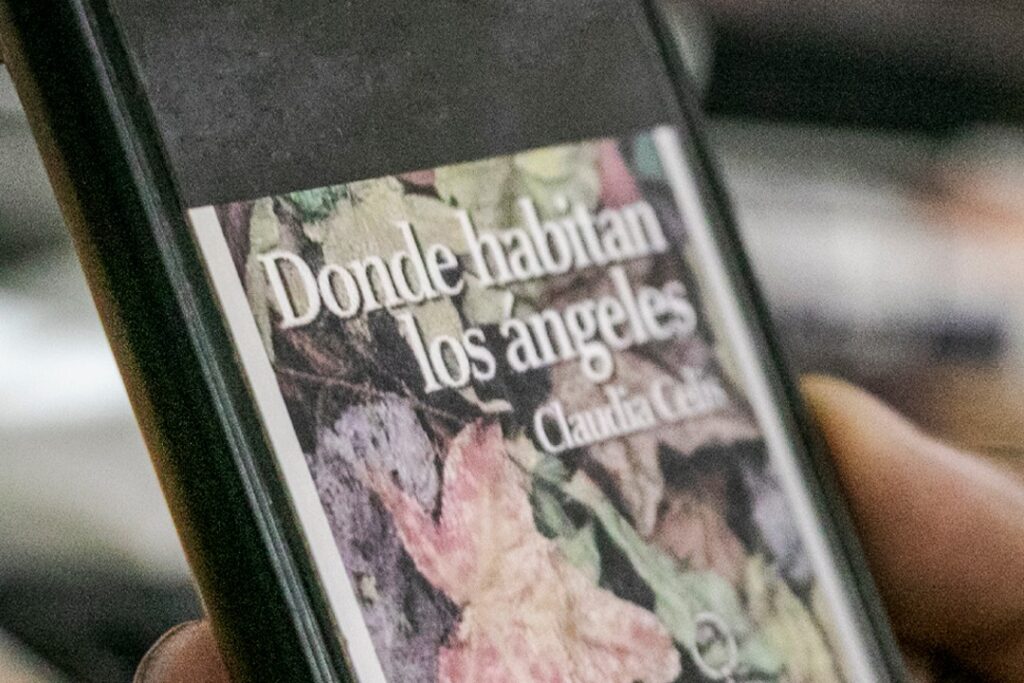 Donde habitan
los ángeles
Claudia Celis